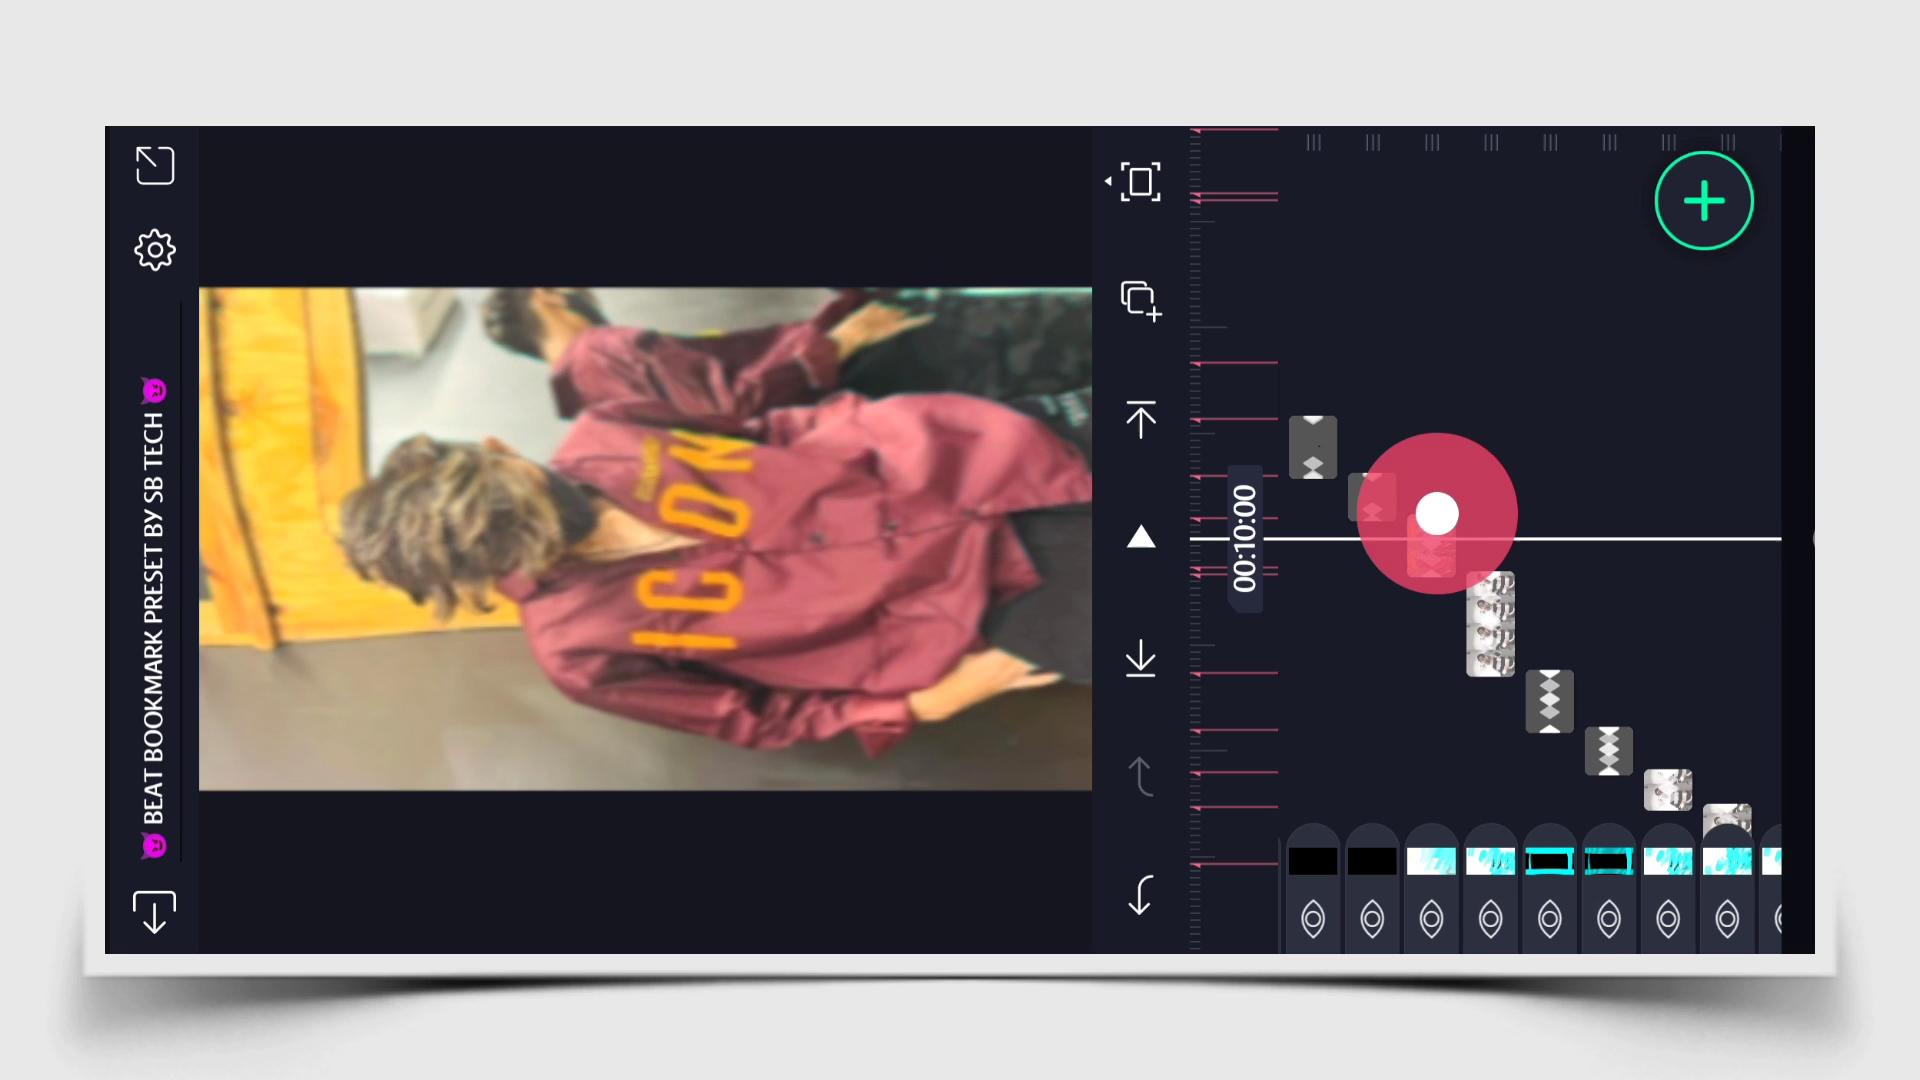 😈 BEAT BOOKMARK PRESET BY SB TECH 😈
ICON
00:10:00